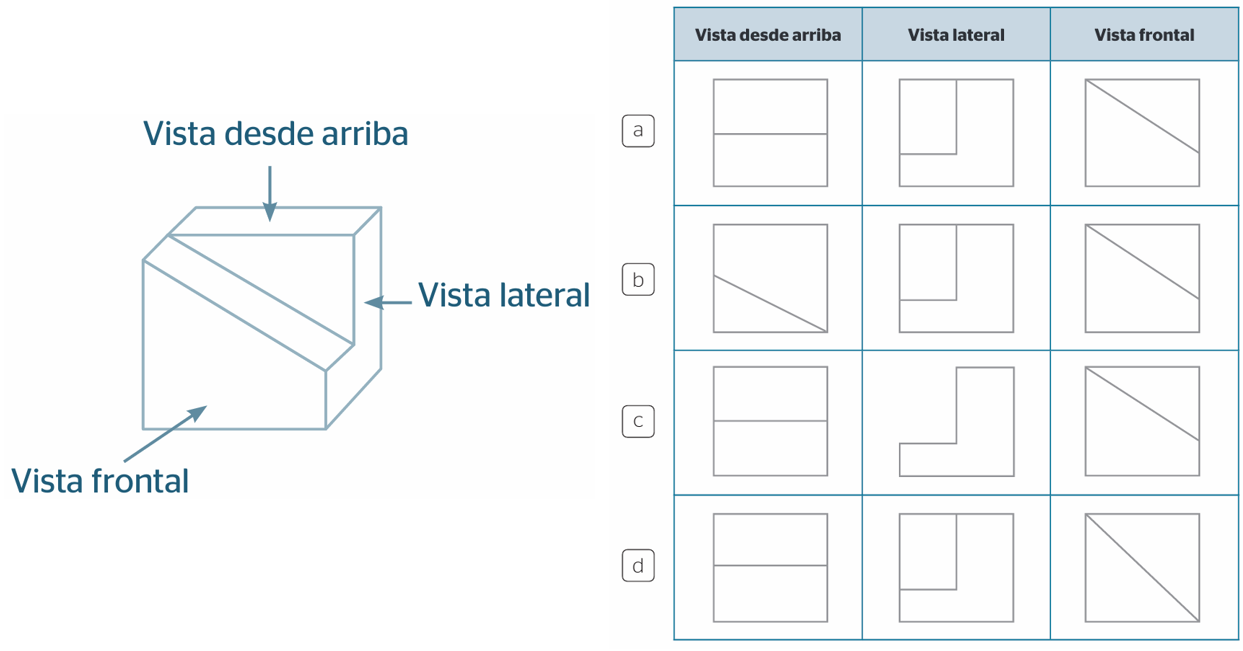 Vista desde arriba
Vista lateral
Vista frontal
Vista desde arriba Vista lateral Vista frontal
a
b
c
d